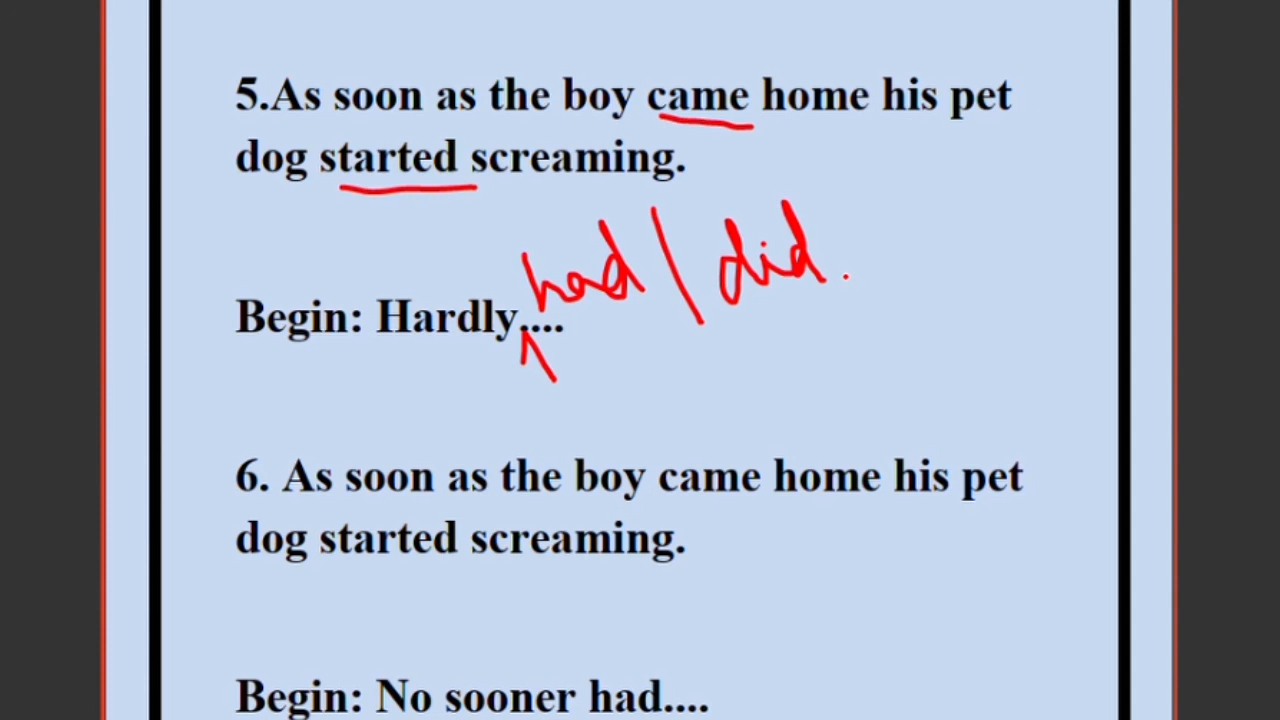 5.As soon as the boy came home his pet
dog started screaming.
had/did.
Begin: Hardly....
6. As soon as the boy came home his pet
dog started screaming.
Begin: No sooner had....